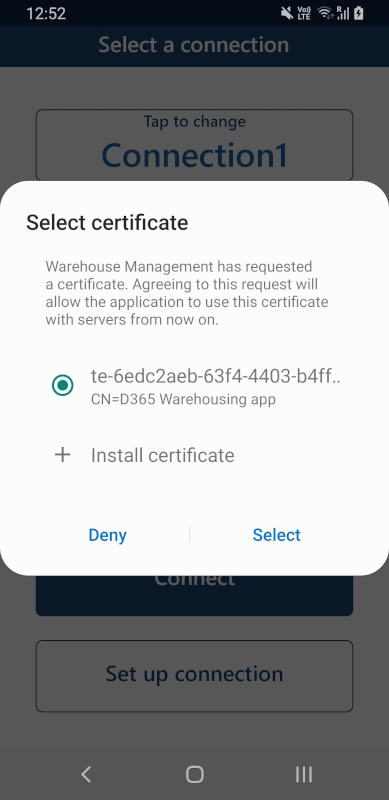 12:52
Vo))
LTE
R
Select a connection
Tap to change
Connection1
Select certificate
Warehouse Management has requested
a certificate. Agreeing to this request will
allow the application to use this certificate
with servers from now on.
te-6edc2aeb-63f4-4403-b4ff..
CN=D365 Warehousing app
Install certificate
Deny
Select
Connect
Set up connection